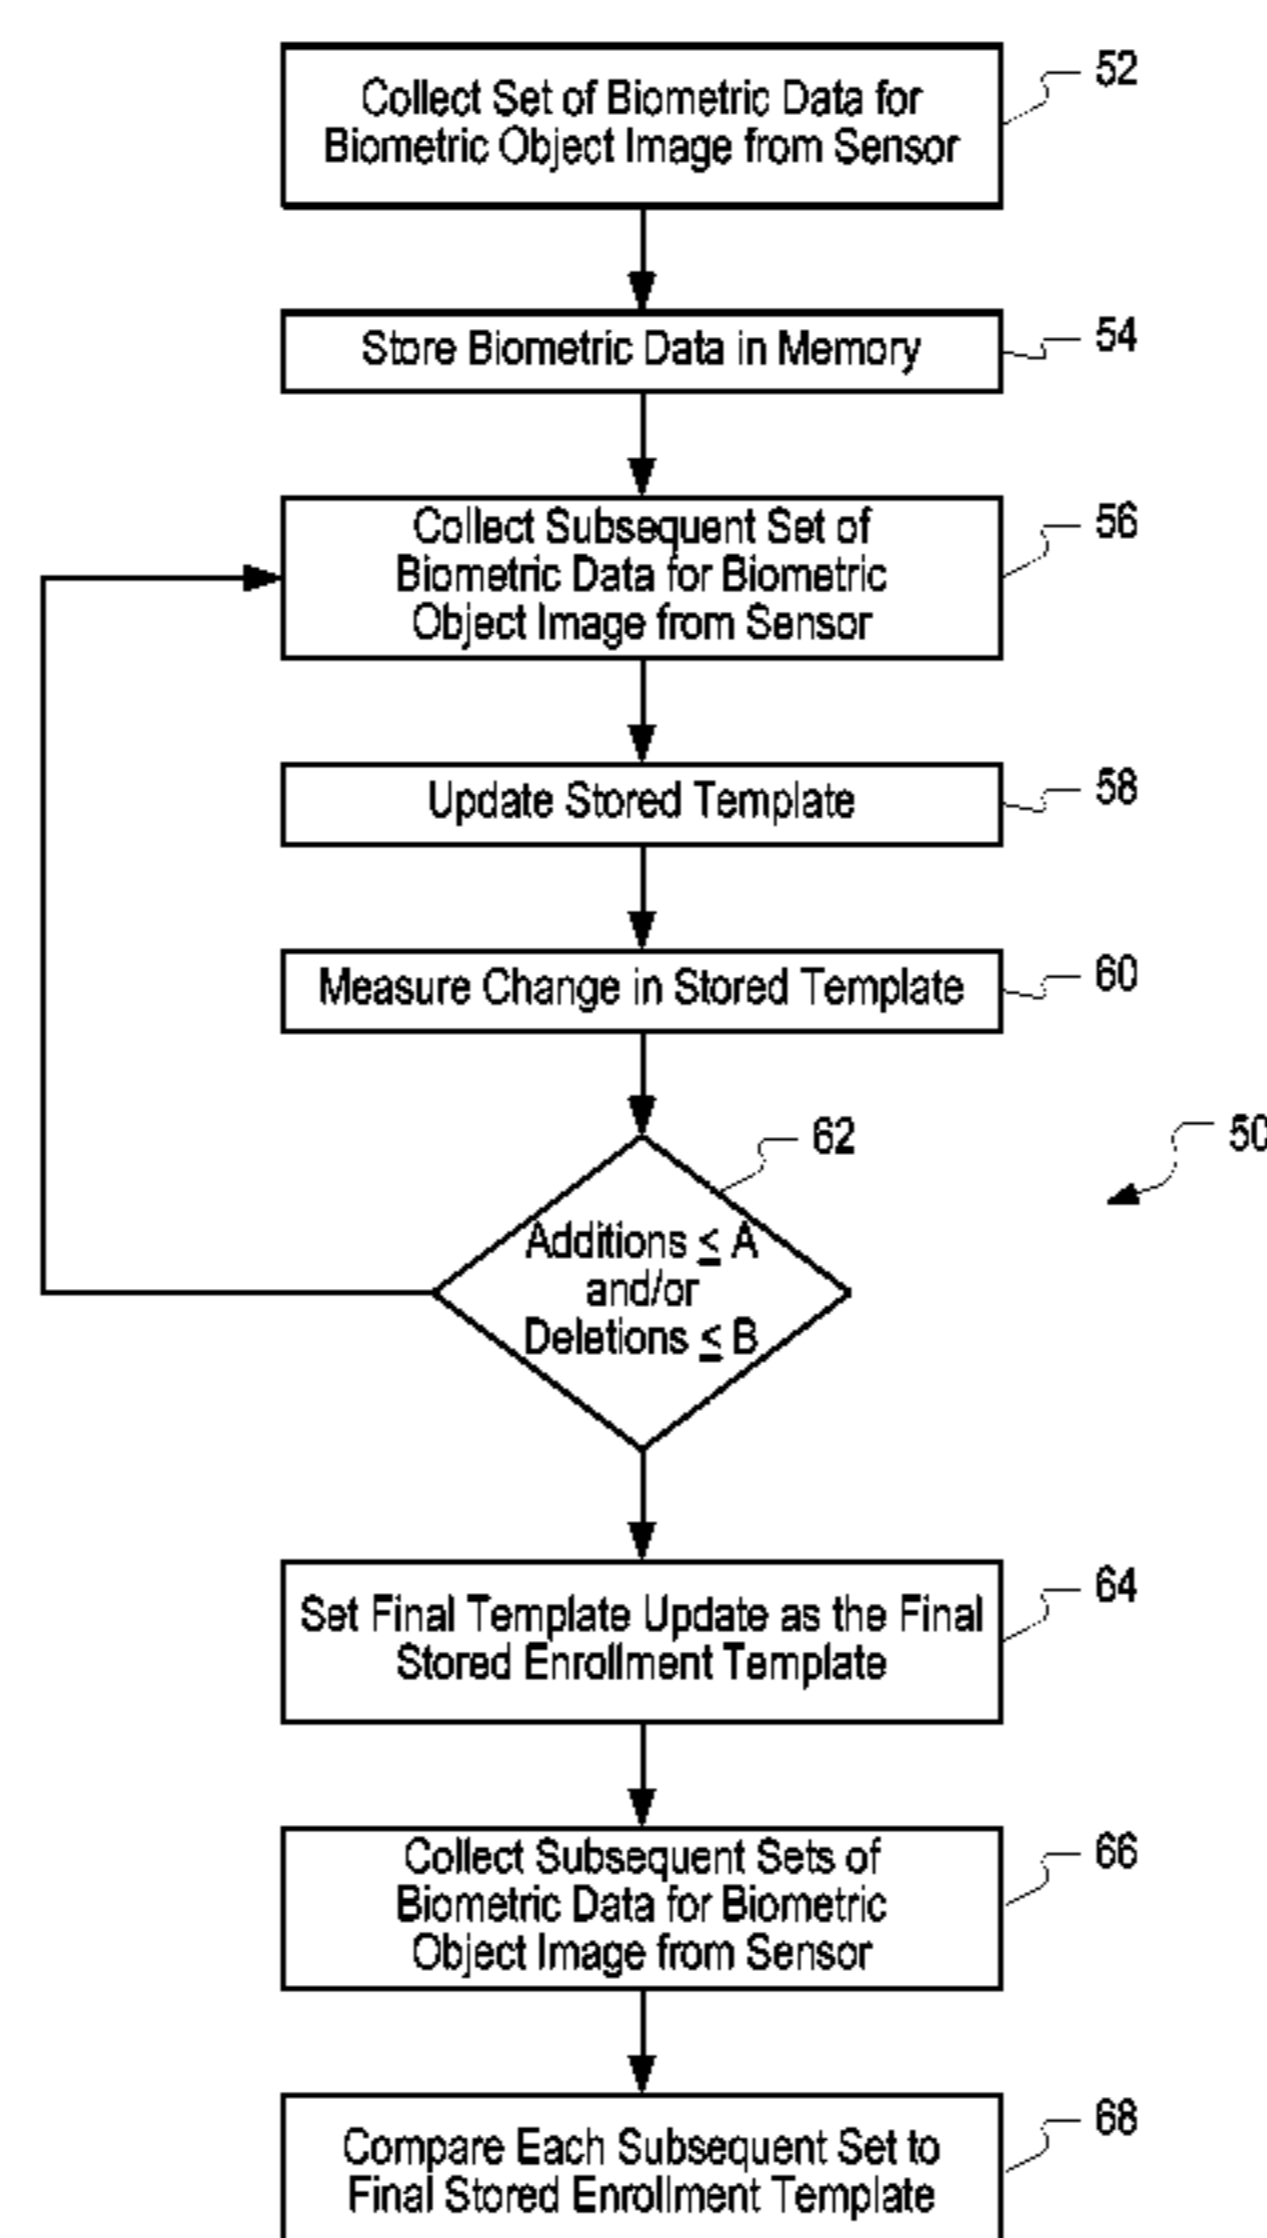 Collect Set of Biometric Data for
Biometric Object Image from Sensor
52
Store Biometric Data in Memory
54
Collect Subsequent Set of
Biometric Data for Biometric
Object Image from Sensor
56
Update Stored Template
58
Measure Change in Stored Template
60
62
50
Additions ≤ A
and/or
Deletions ≤ B
Set Final Template Update as the Final
Stored Enrollment Template
64
Collect Subsequent Sets of
Biometric Data for Biometric
Object Image from Sensor
66
Compare Each Subsequent Set to
Final Stored Enrollment Template
68